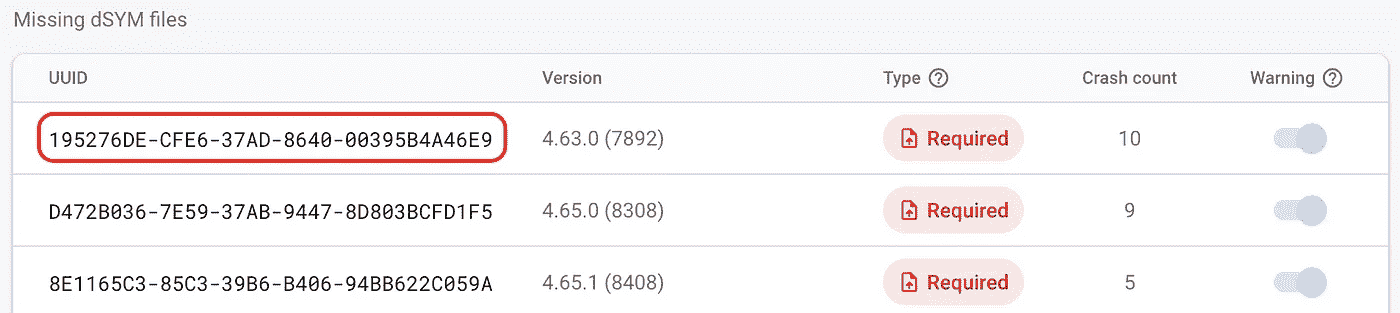 Missing dSYM files
UUID Version Type ? Crash count Warning ?
195276DE-CFE6-37AD-8640-00395B4A46E9 4.63.0 (7892) Required 10
D472B036-7E59-37AB-9447-8D803BCFD1F5 4.65.0 (8308) Required 9
8E1165C3-85C3-39B6-B406-94BB622C059A 4.65.1 (8408) Required 5